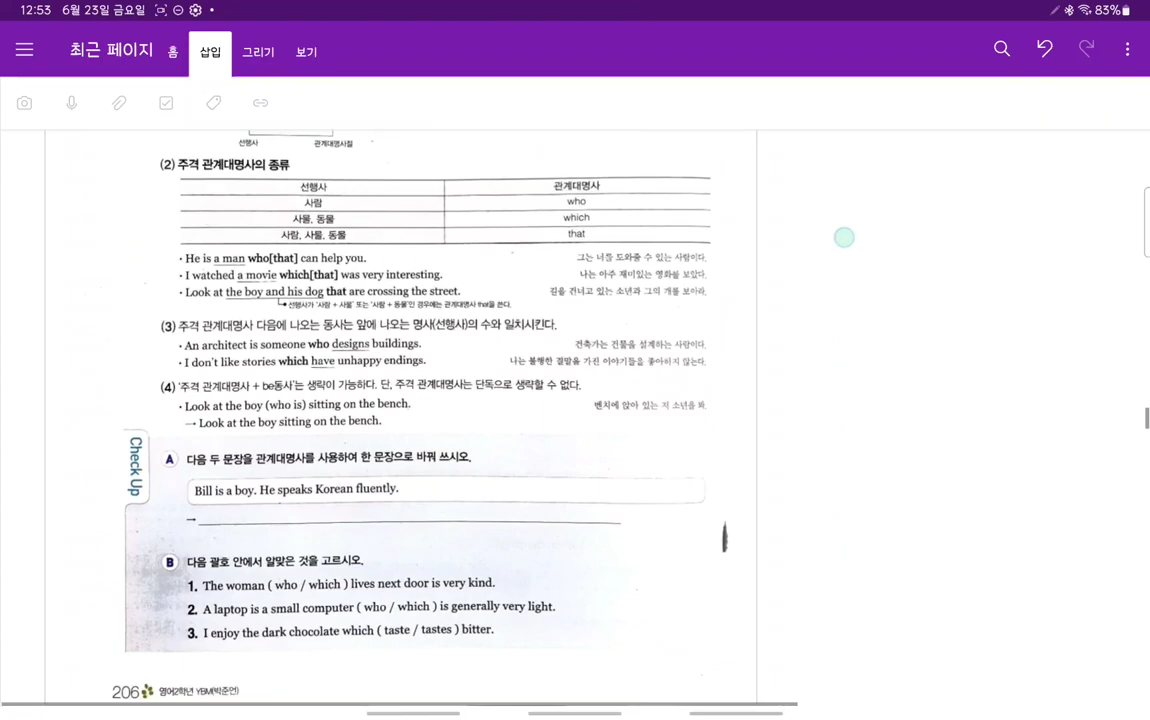 12:53 6월 23일 금요일
83%
최근 페이지 홈 삽입 그리기 보기
선행사 관계대명사절
(2) 주격 관계대명사의 종류
선행사 관계대명사
사람 who
사물, 동물 which
사람, 사물, 동물 that
• He is a man who[that] can help you. 그는 너를 도와줄 수 있는 사람이다.
• I watched a movie which[that] was very interesting. 나는 아주 재미있는 영화를 보았다.
• Look at the boy and his dog that are crossing the street. 길을 건너고 있는 소년과 그의 개를 보아라.
선행사가 '사람 + 사물' 또는 '사람 + 동물'인 경우에는 관계대명사 that을 쓴다.
(3) 주격 관계대명사 다음에 나오는 동사는 앞에 나오는 명사(선행사)의 수와 일치시킨다.
• An architect is someone who designs buildings. 건축가는 건물을 설계하는 사람이다.
• I don't like stories which have unhappy endings. 나는 불행한 결말을 가진 이야기들을 좋아하지 않는다.
(4) '주격 관계대명사 + be동사'는 생략이 가능하다. 단, 주격 관계대명사는 단독으로 생략할 수 없다.
• Look at the boy (who is) sitting on the bench. 벤치에 앉아 있는 저 소년을 봐.
→ Look at the boy sitting on the bench.
Check Up
A 다음 두 문장을 관계대명사를 사용하여 한 문장으로 바꿔 쓰시오.
Bill is a boy. He speaks Korean fluently.
→
B 다음 괄호 안에서 알맞은 것을 고르시오.
1. The woman ( who / which ) lives next door is very kind.
2. A laptop is a small computer ( who / which ) is generally very light.
3. I enjoy the dark chocolate which ( taste / tastes ) bitter.
206 영어2학년 YBM(박준언)